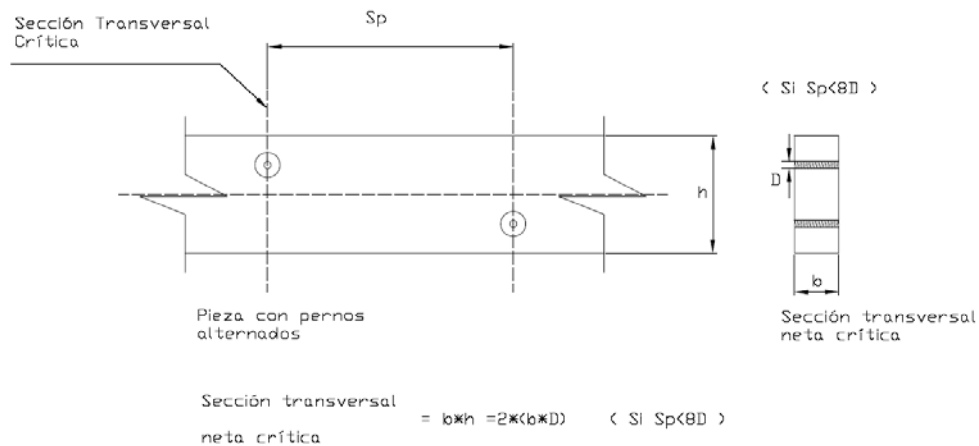 Sección Transversal
Crítica
Sp
( Si Sp<8D )
D
h
b
Pieza con pernos
alternados
Sección transversal
neta crítica
Sección transversal
neta crítica
= b*h =2*(b*D) ( Si Sp<8D )